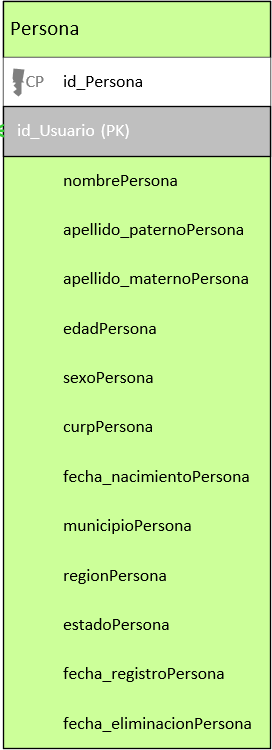 Persona
CP id_Persona
id_Usuario (PK)
nombrePersona
apellido_paternoPersona
apellido_maternoPersona
edadPersona
sexoPersona
curpPersona
fecha_nacimientoPersona
municipioPersona
regionPersona
estadoPersona
fecha_registroPersona
fecha_eliminacionPersona